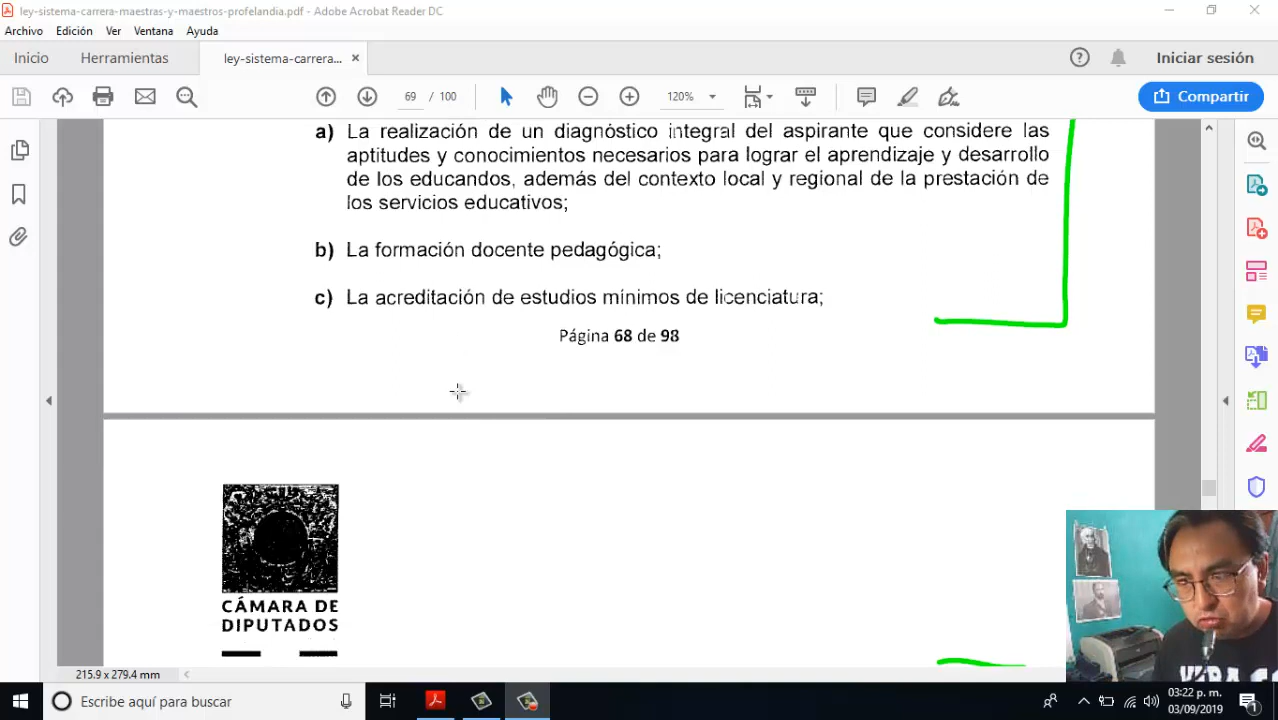 ley-sistema-carrera-maestras-y-maestros-profelandia.pdf - Adobe Acrobat Reader DC
Archivo Edición Ver Ventana Ayuda
Inicio Herramientas ley-sistema-carrera... Iniciar sesión
69 / 100 120% Compartir
a) La realización de un diagnóstico integral del aspirante que considere las
aptitudes y conocimientos necesarios para lograr el aprendizaje y desarrollo
de los educandos, además del contexto local y regional de la prestación de
los servicios educativos;
b) La formación docente pedagógica;
c) La acreditación de estudios mínimos de licenciatura;
Página 68 de 98
CÁMARA DE
DIPUTADOS
215.9 x 279.4 mm
Escribe aquí para buscar
03:22 p. m.
03/09/2019
1